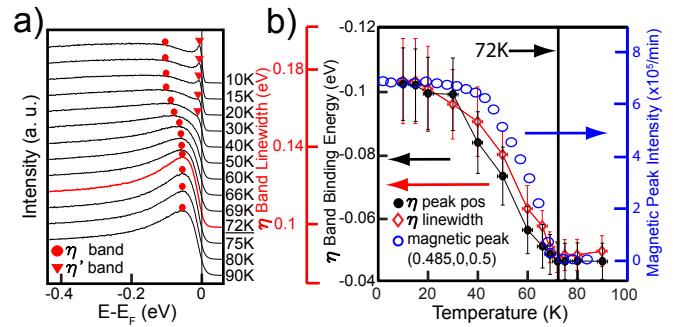 a)
Intensity (a. u.)
10K
15K
20K
30K
40K
50K
60K
66K
69K
72K
75K
80K
90K
η band
η' band
-0.4
-0.2
0
E-E_F (eV)
b)
η Band Linewidth (eV)
0.18
0.14
0.1
η Band Binding Energy (eV)
-0.12
-0.10
-0.08
-0.06
-0.04
72K
η peak pos
η linewidth
magnetic peak
(0.485,0,0.5)
0
20
40
60
80
100
Temperature (K)
8
6
4
2
0
Magnetic Peak Intensity (x10⁵/min)